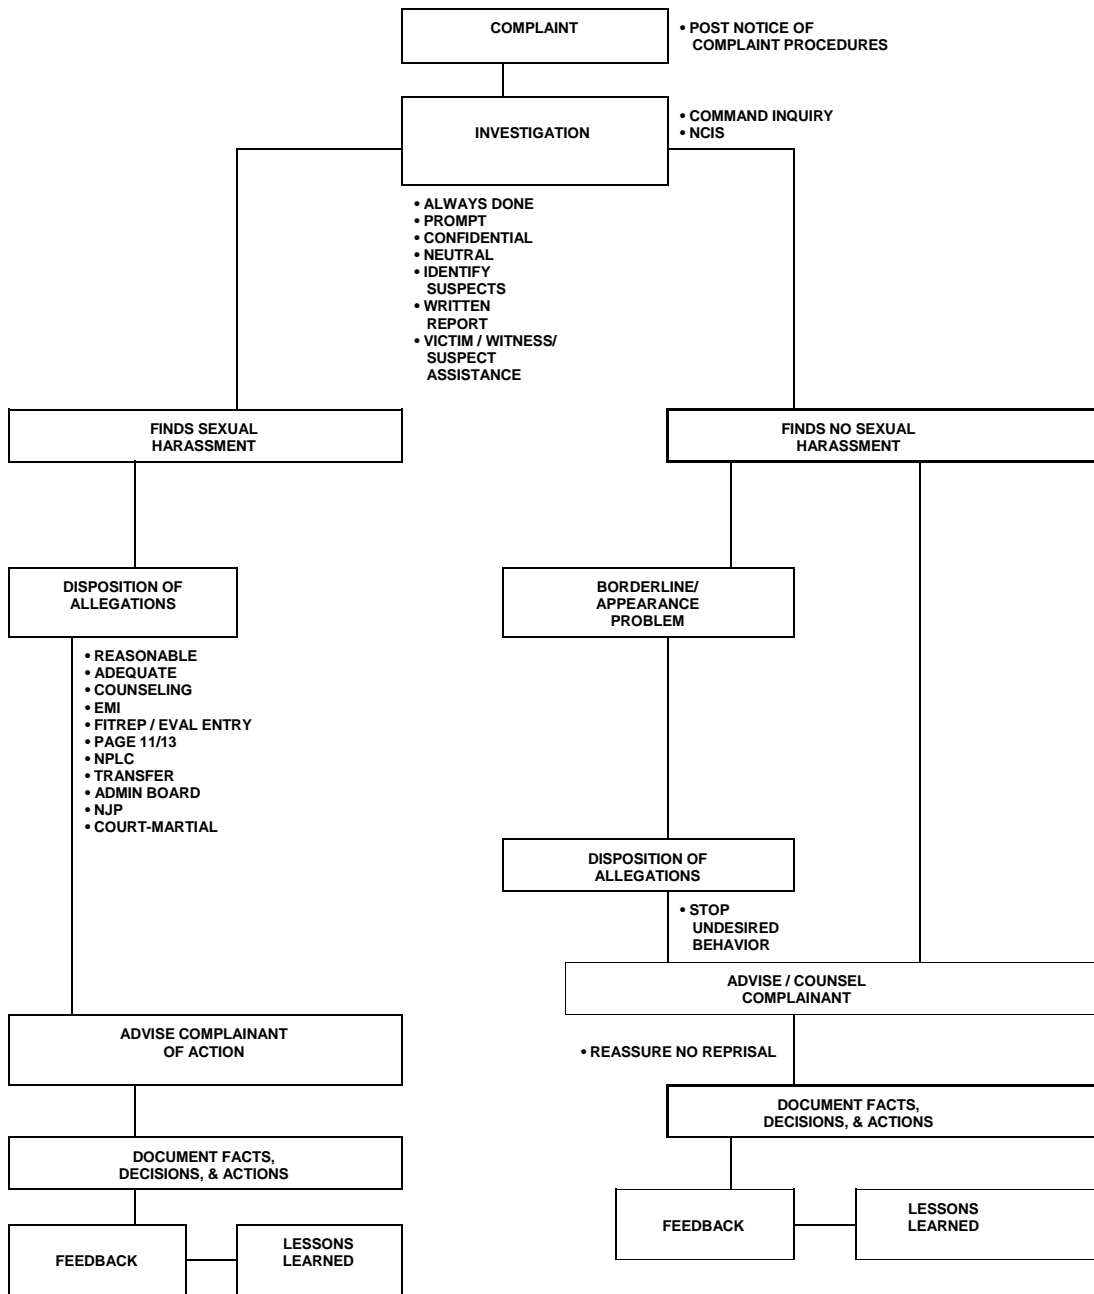 COMPLAINT
• POST NOTICE OF
COMPLAINT PROCEDURES
INVESTIGATION
• COMMAND INQUIRY
• NCIS
• ALWAYS DONE
• PROMPT
• CONFIDENTIAL
• NEUTRAL
• IDENTIFY
SUSPECTS
• WRITTEN
REPORT
• VICTIM / WITNESS/
SUSPECT
ASSISTANCE
FINDS SEXUAL
HARASSMENT
FINDS NO SEXUAL
HARASSMENT
DISPOSITION OF
ALLEGATIONS
• REASONABLE
• ADEQUATE
• COUNSELING
• EMI
• FITREP / EVAL ENTRY
• PAGE 11/13
• NPLC
• TRANSFER
• ADMIN BOARD
• NJP
• COURT-MARTIAL
BORDERLINE/
APPEARANCE
PROBLEM
DISPOSITION OF
ALLEGATIONS
• STOP
UNDESIRED
BEHAVIOR
ADVISE / COUNSEL
COMPLAINANT
ADVISE COMPLAINANT
OF ACTION
• REASSURE NO REPRISAL
DOCUMENT FACTS,
DECISIONS, & ACTIONS
DOCUMENT FACTS,
DECISIONS, & ACTIONS
FEEDBACK
LESSONS
LEARNED
FEEDBACK
LESSONS
LEARNED